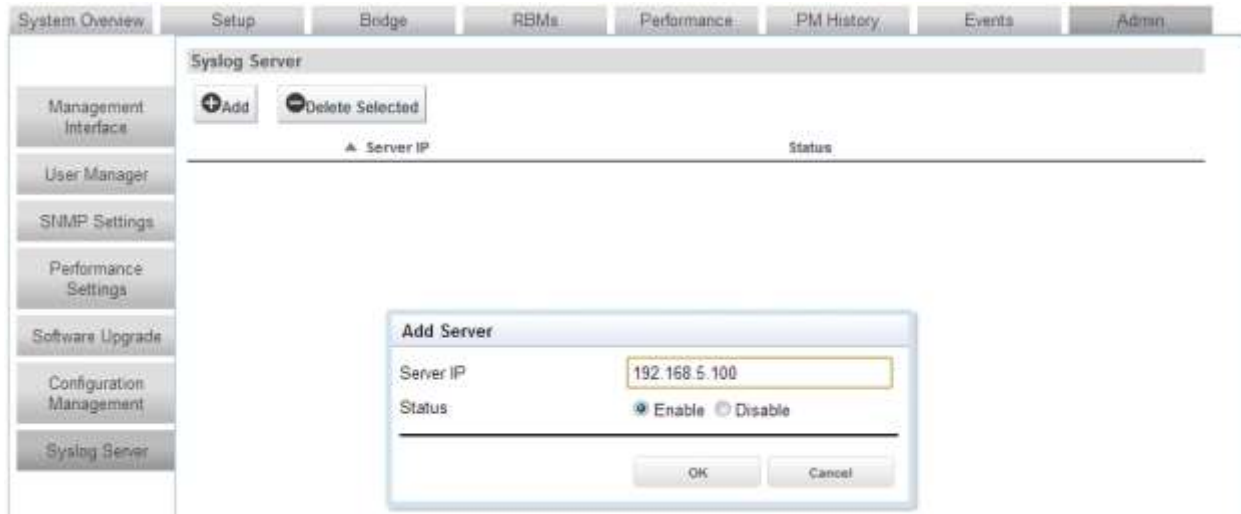 System Overview Setup Bridge RBMs Performance PM History Events Admin
Syslog Server
Add Delete Selected
Server IP Status
Management
Interface
User Manager
SNMP Settings
Performance
Settings
Software Upgrade
Configuration
Management
Syslog Server
Add Server
Server IP 192.168.5.100
Status Enable Disable
OK Cancel